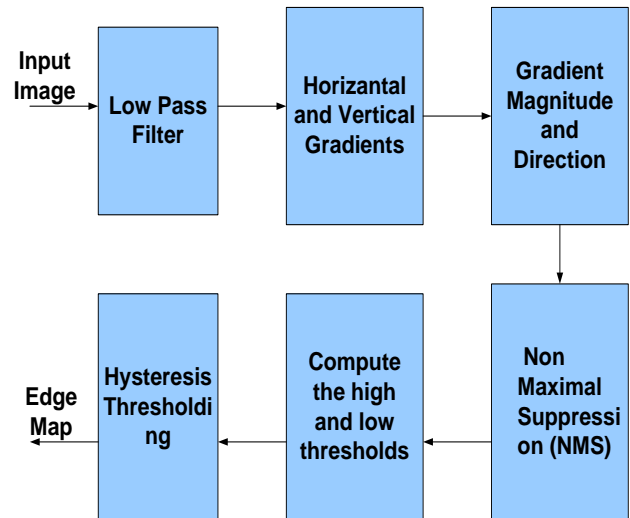 Input
Image
Low Pass
Filter
Horizantal
and Vertical
Gradients
Gradient
Magnitude
and
Direction
Non
Maximal
Suppressi
on (NMS)
Compute
the high
and low
thresholds
Hysteresis
Thresholdi
ng
Edge
Map